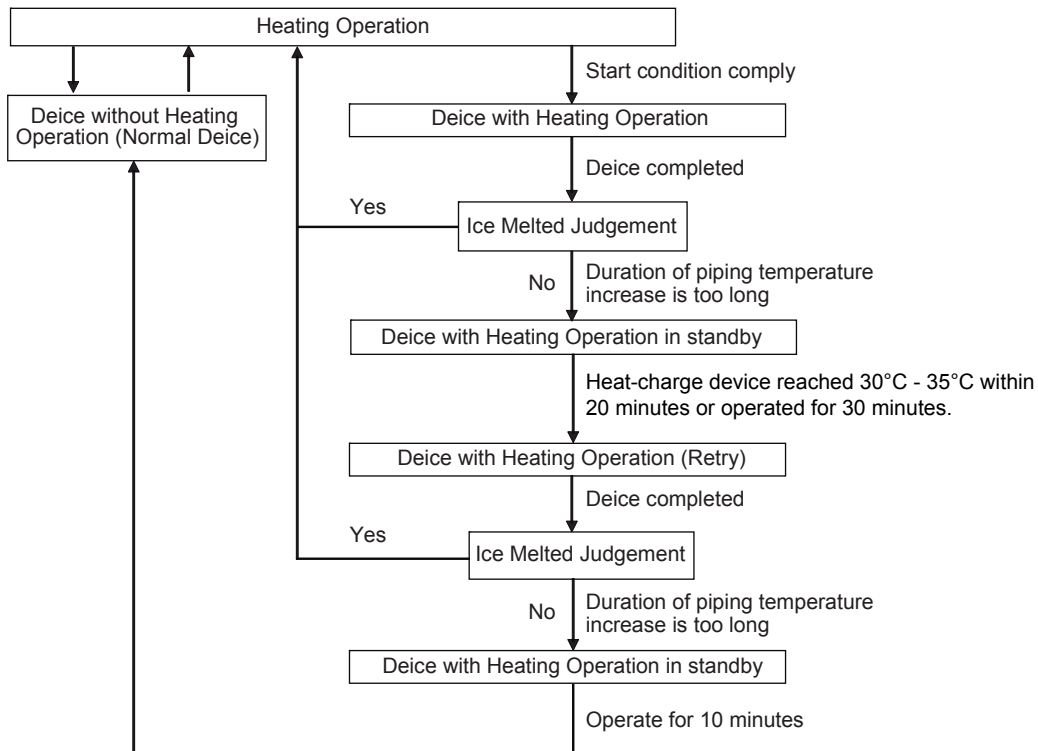 Heating Operation
Start condition comply
Deice without Heating
Operation (Normal Deice)
Deice with Heating Operation
Deice completed
Yes
Ice Melted Judgement
No
Duration of piping temperature
increase is too long
Deice with Heating Operation in standby
Heat-charge device reached 30°C - 35°C within
20 minutes or operated for 30 minutes.
Deice with Heating Operation (Retry)
Deice completed
Yes
Ice Melted Judgement
No
Duration of piping temperature
increase is too long
Deice with Heating Operation in standby
Operate for 10 minutes